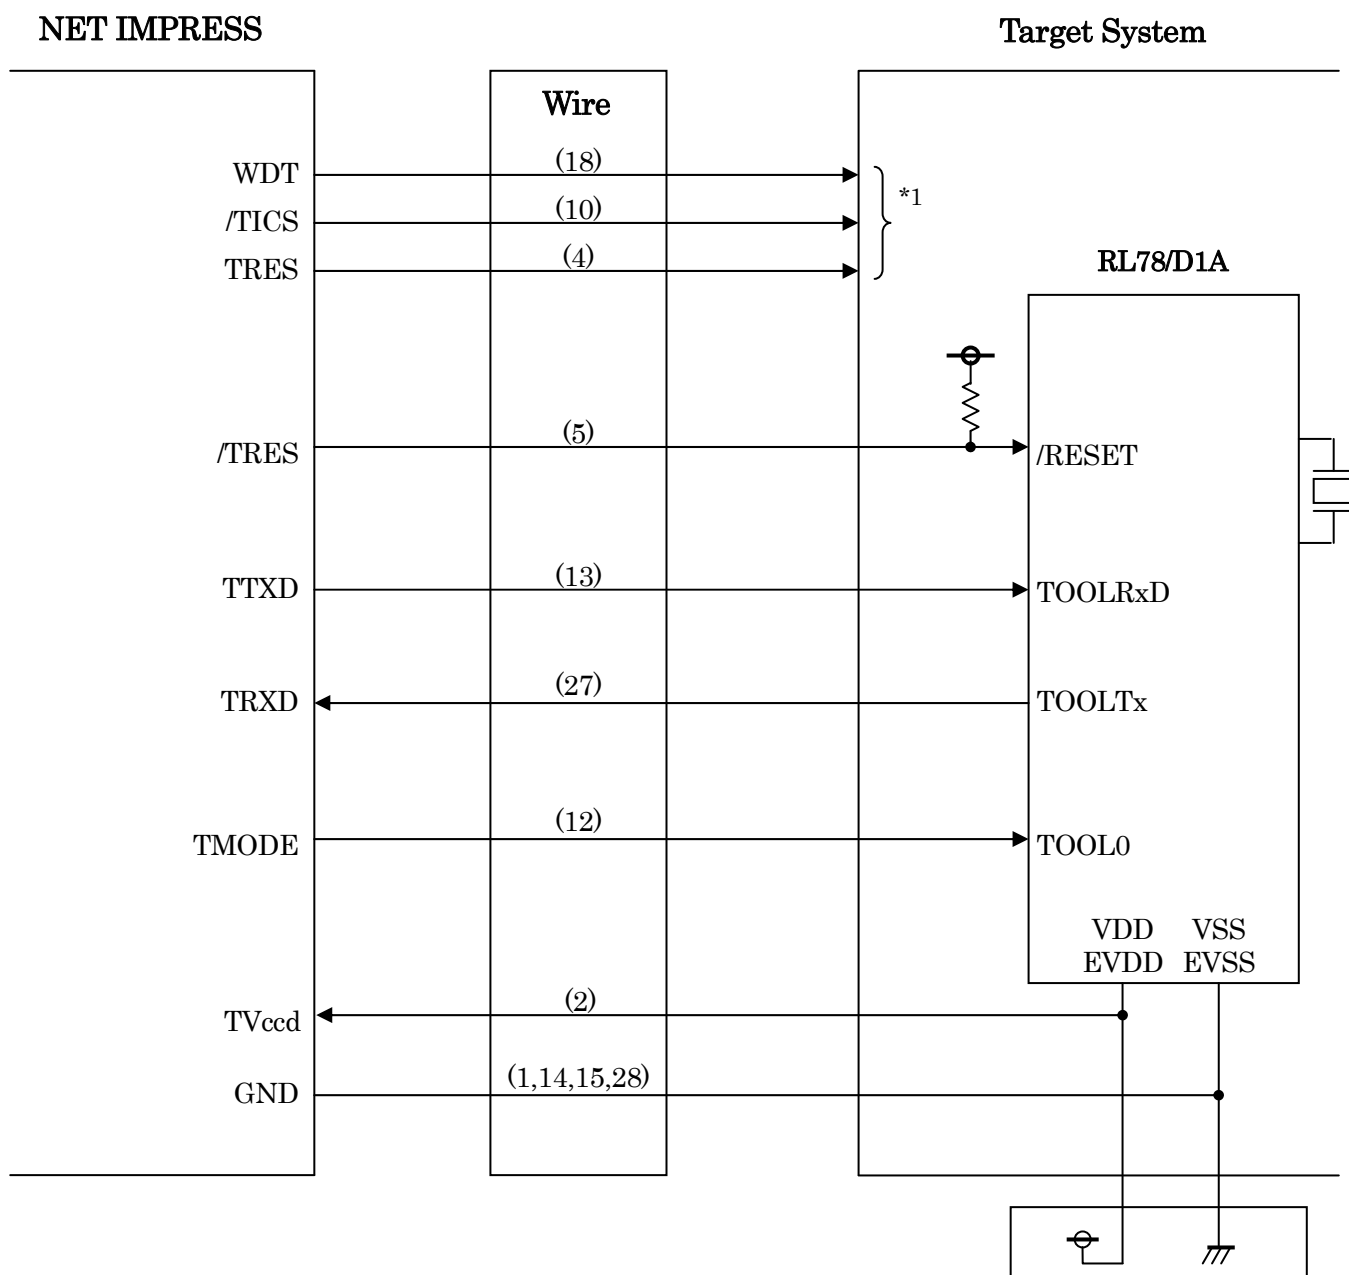 NET IMPRESS
Target System
Wire
WDT
(18)
*1
/TICS
(10)
TRES
(4)
RL78/D1A
/TRES
(5)
/RESET
TTXD
(13)
TOOLRxD
TRXD
(27)
TOOLTx
TMODE
(12)
TOOL0
VDD VSS
EVDD EVSS
TVccd
(2)
GND
(1,14,15,28)